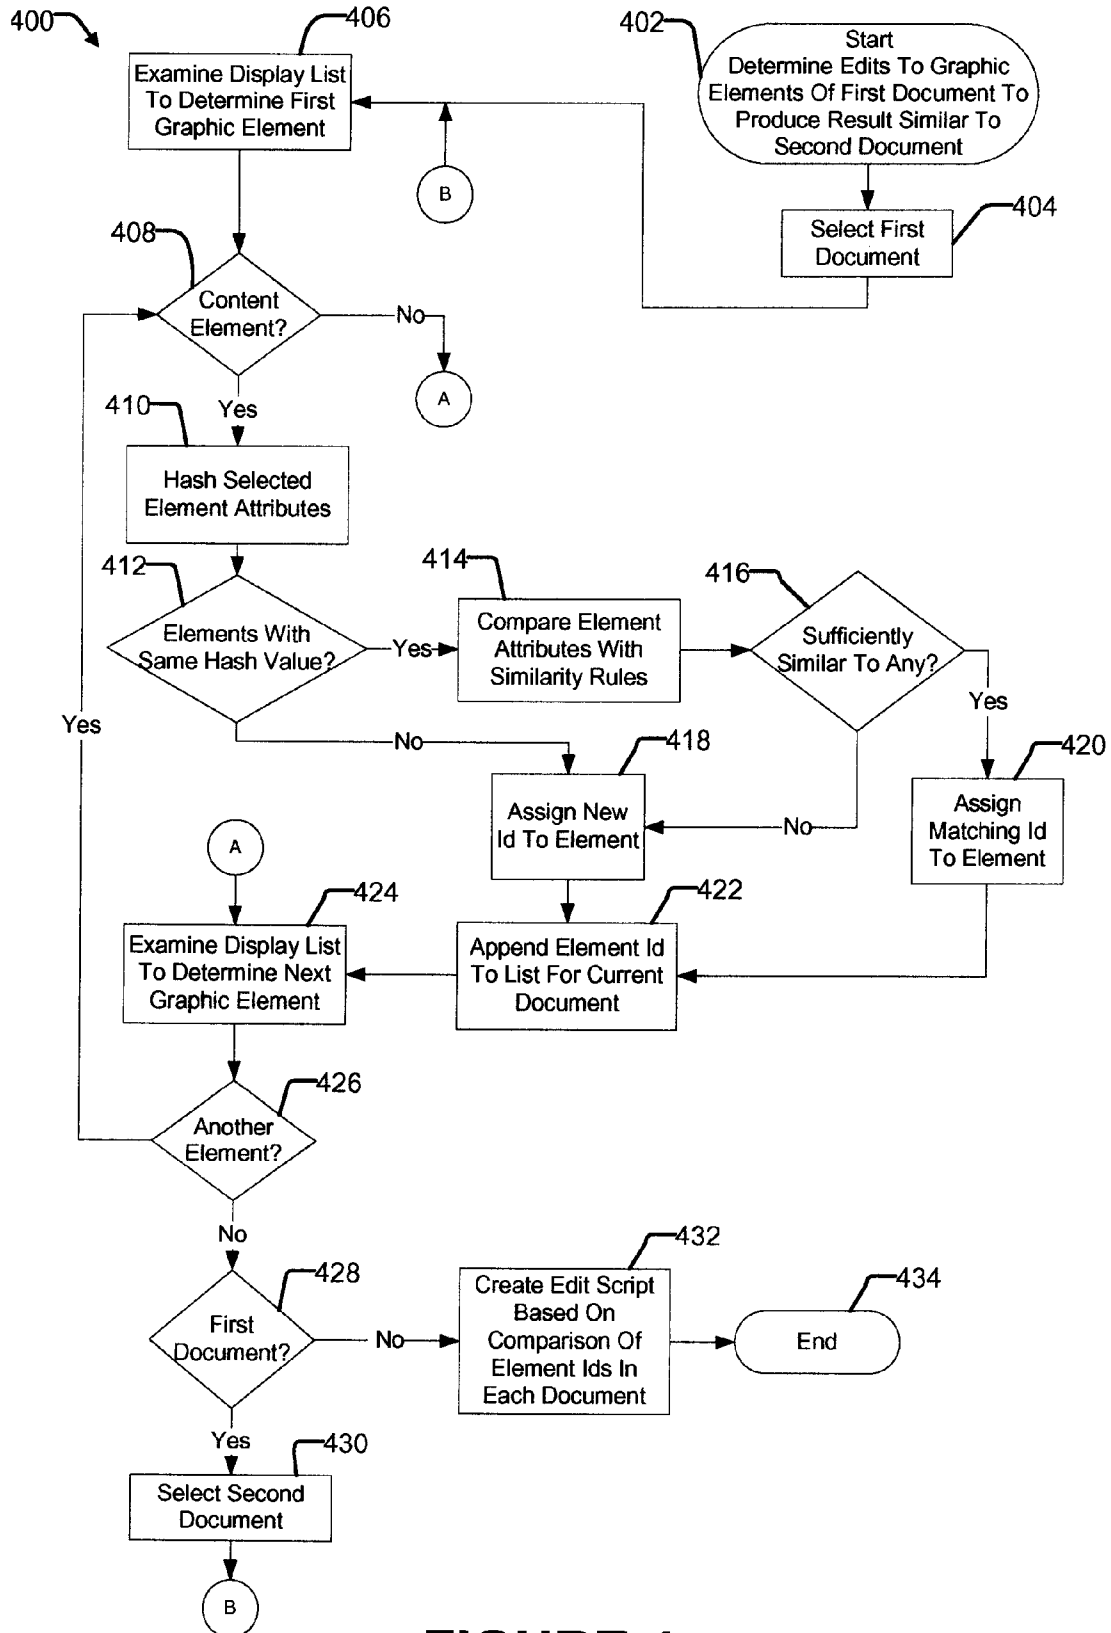 400
406
Examine Display List
To Determine First
Graphic Element
402
Start
Determine Edits To Graphic
Elements Of First Document To
Produce Result Similar To
Second Document
B
404
Select First
Document
408
Content
Element?
No
A
Yes
410
Hash Selected
Element Attributes
412
Elements With
Same Hash Value?
Yes
414
Compare Element
Attributes With
Similarity Rules
416
Sufficiently
Similar To Any?
Yes
Yes
No
418
Assign New
Id To Element
No
420
Assign
Matching Id
To Element
A
424
Examine Display List
To Determine Next
Graphic Element
422
Append Element Id
To List For Current
Document
426
Another
Element?
No
428
First
Document?
No
432
Create Edit Script
Based On
Comparison Of
Element Ids In
Each Document
434
End
Yes
430
Select Second
Document
B